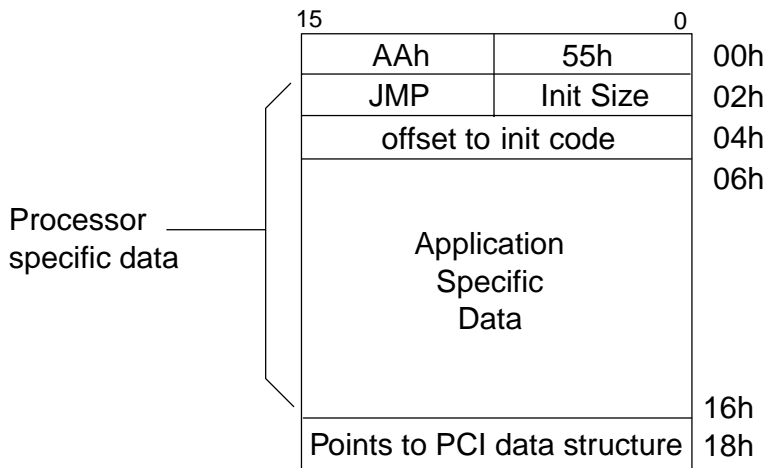 15 0
AAh 55h 00h
JMP Init Size 02h
offset to init code 04h
06h
Processor
specific data
Application
Specific
Data
16h
Points to PCI data structure 18h